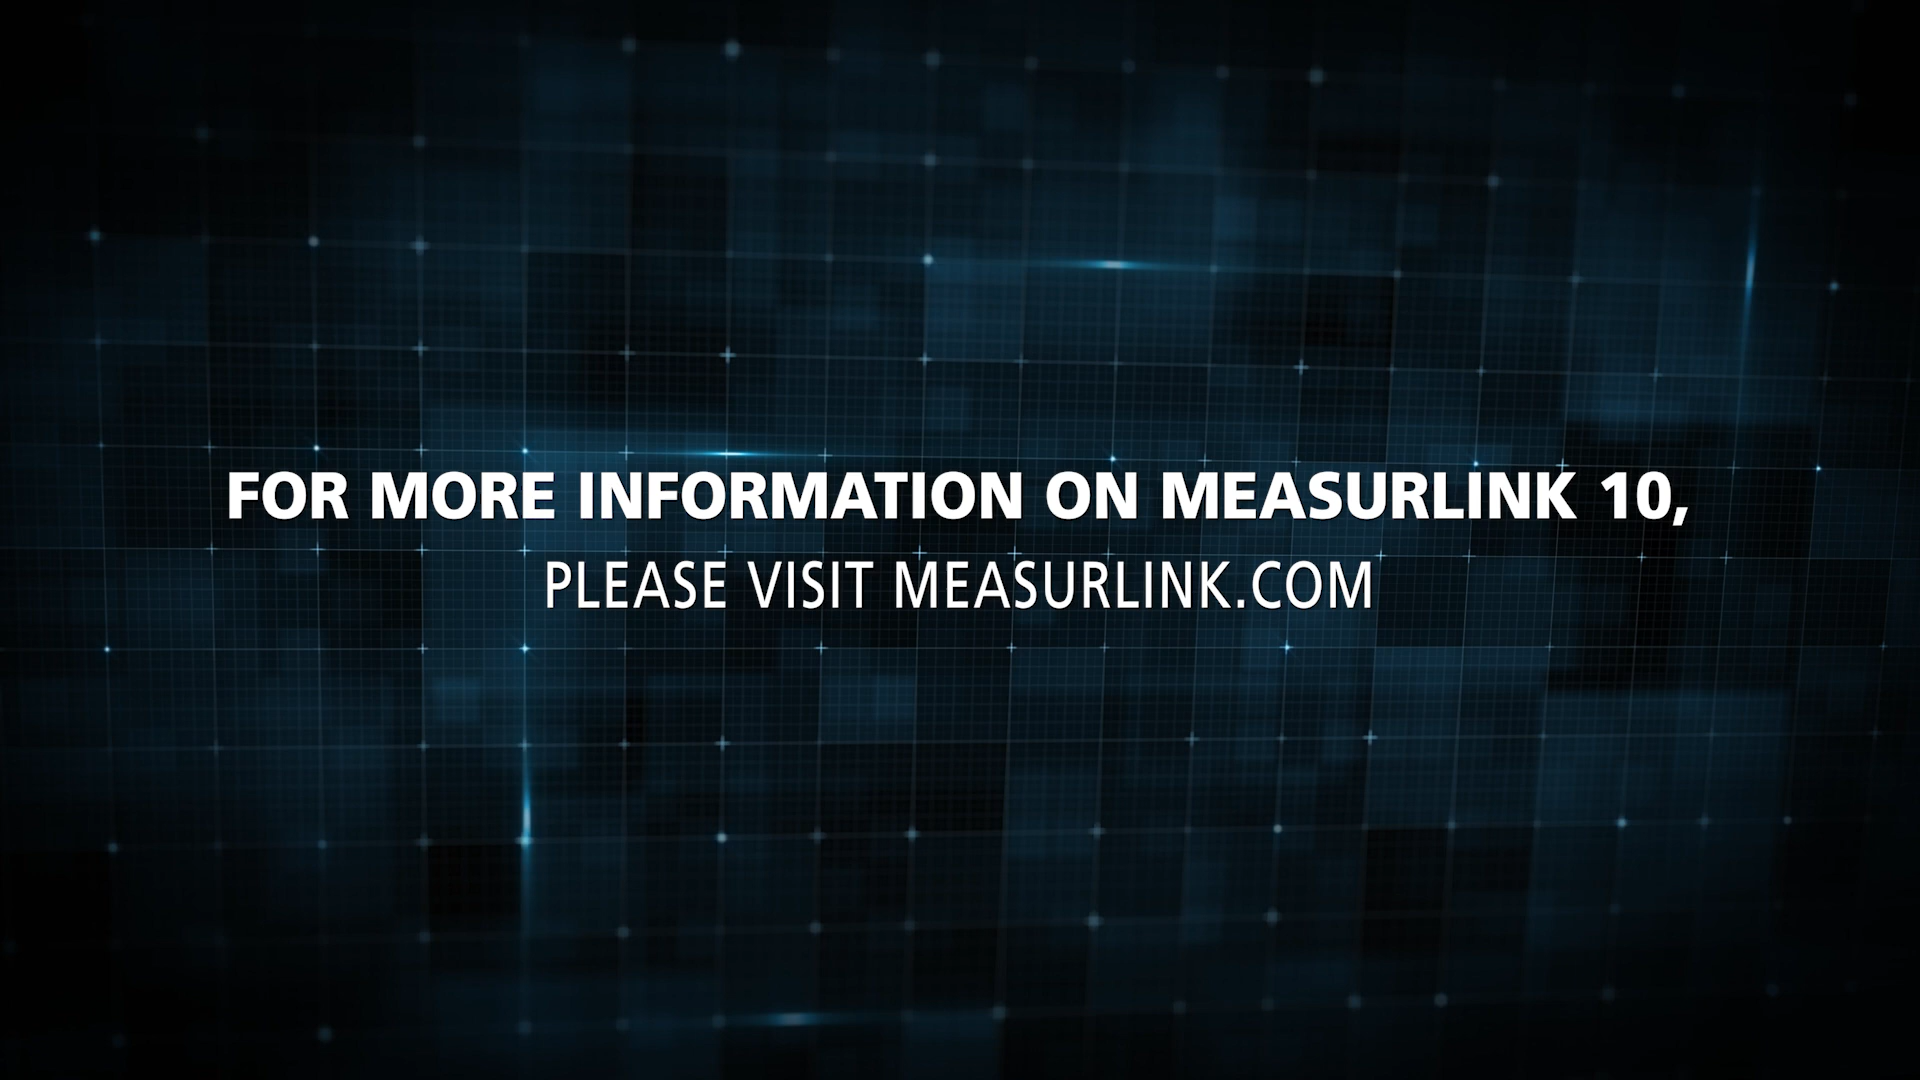 FOR MORE INFORMATION ON MEASURLINK 10,
PLEASE VISIT MEASURLINK.COM